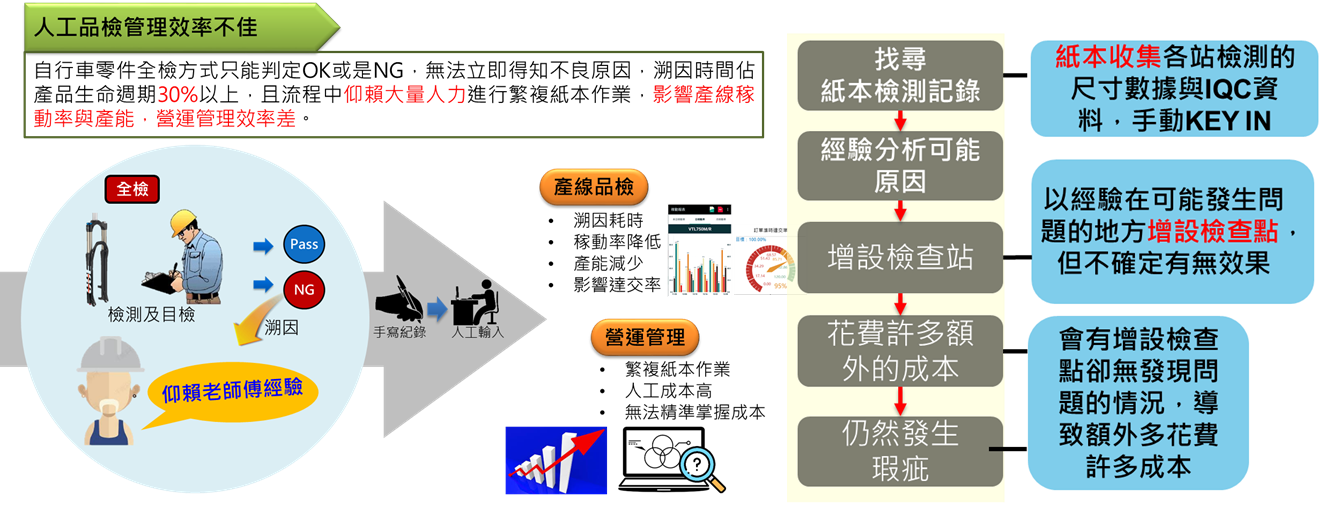 人工品檢管理效率不佳
自行車零件全檢方式只能判定OK或是NG，無法立即得知不良原因，溯因時間佔
產品生命週期30%以上，且流程中仰賴大量人力進行繁複紙本作業，影響產線稼
動率與產能，營運管理效率差。
全檢
Pass
NG
檢測及目檢
溯因
仰賴老師傅經驗
手寫紀錄
人工輸入
產線品檢
• 溯因耗時
• 稼動率降低
• 產能減少
• 影響達交率
VTL750M/R
訂單準時達交率
100.00%
95%
營運管理
• 繁複紙本作業
• 人工成本高
• 無法精準掌握成本
?
找尋
紙本檢測記錄
經驗分析可能
原因
增設檢查站
花費許多額
外的成本
仍然發生
瑕疵
紙本收集各站檢測的
尺寸數據與IQC資
料，手動KEY IN
以經驗在可能發生問
題的地方增設檢查點，
但不確定有無效果
會有增設檢查
點卻無發現問
題的情況，導
致額外多花費
許多成本